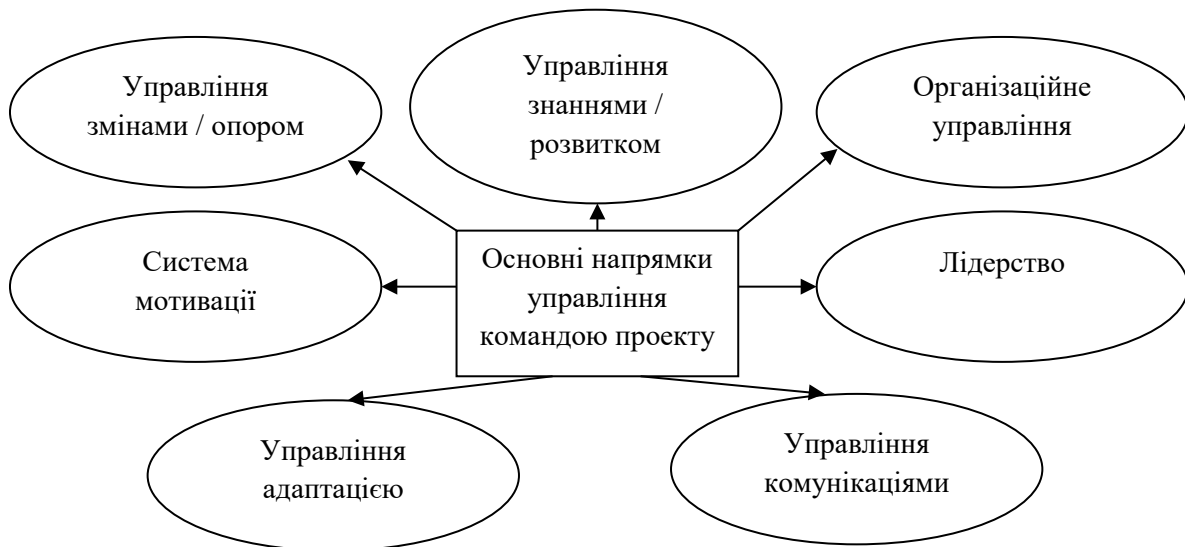 Управління
змінами / опором
Управління
знаннями /
розвитком
Організаційне
управління
Система
мотивації
Основні напрямки
управління
командою проекту
Лідерство
Управління
адаптацією
Управління
комунікаціями